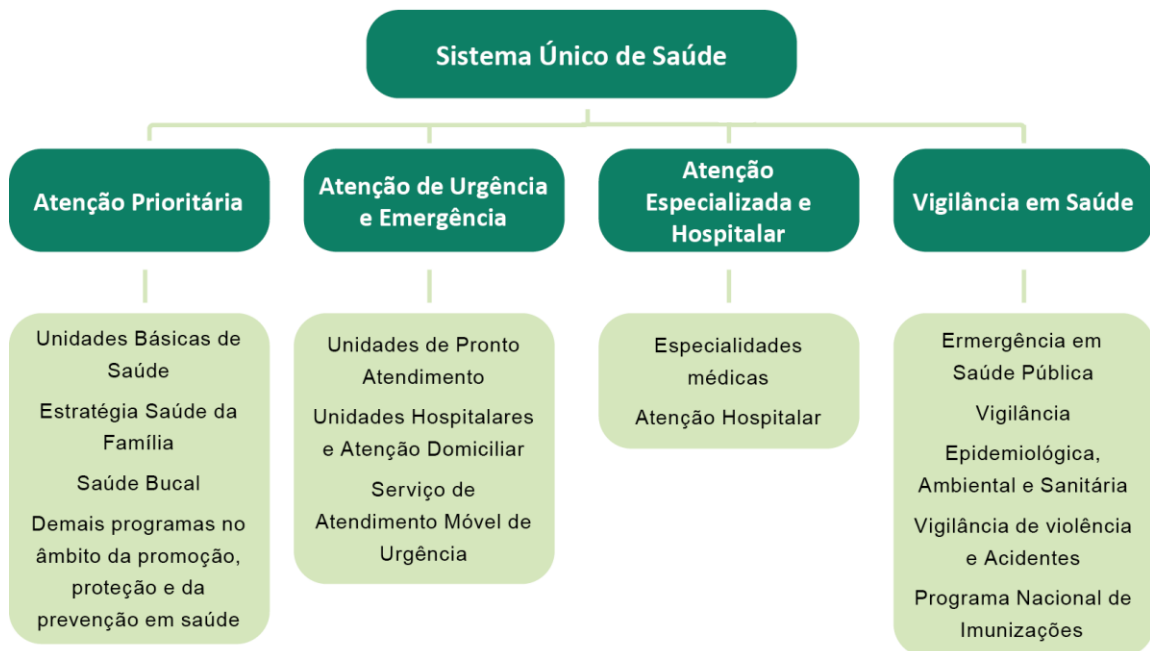 Sistema Único de Saúde
Atenção Prioritária
Atenção de Urgência
e Emergência
Atenção
Especializada e
Hospitalar
Vigilância em Saúde
Unidades Básicas de
Saúde
Estratégia Saúde da
Família
Saúde Bucal
Demais programas no
âmbito da promoção,
proteção e da
prevenção em saúde
Unidades de Pronto
Atendimento
Unidades Hospitalares
e Atenção Domiciliar
Serviço de
Atendimento Móvel de
Urgência
Especialidades
médicas
Atenção Hospitalar
Ermergência em
Saúde Pública
Vigilância
Epidemiológica,
Ambiental e Sanitária
Vigilância de violência
e Acidentes
Programa Nacional de
Imunizações